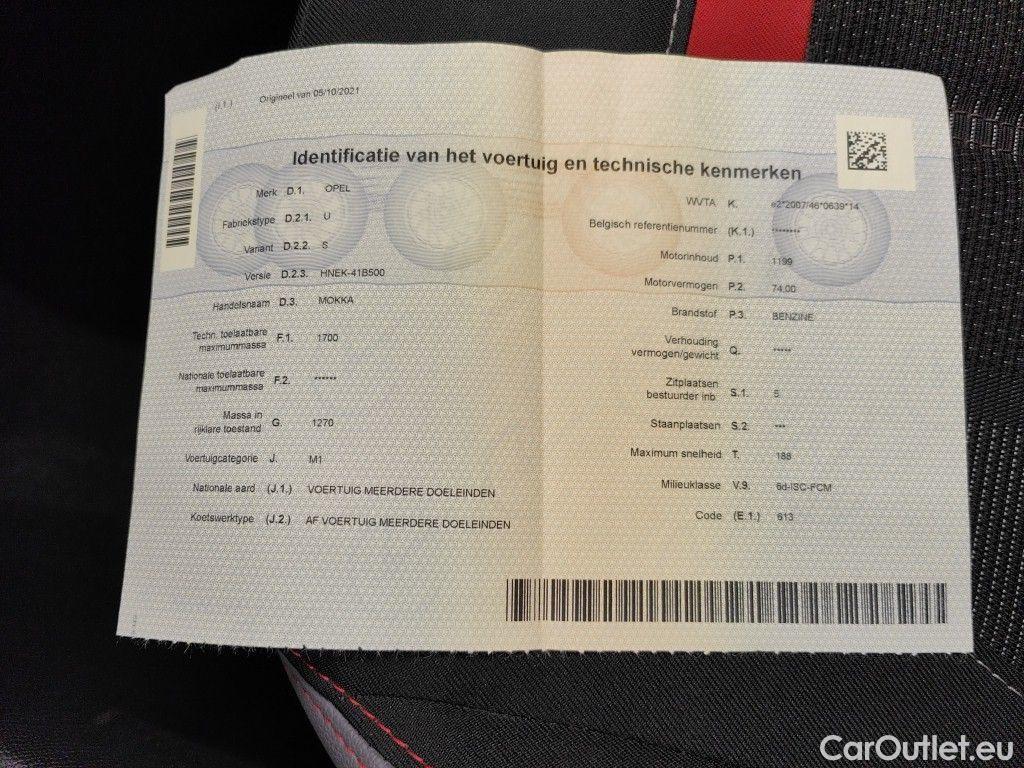 (I.1.) Origineel van 05/10/2021
Identificatie van het voertuig en technische kenmerken
Merk D.1. OPEL
Fabriekstype D.2.1. U
Variant D.2.2. S
Versie D.2.3. HNEK-41B500
Handelsnaam D.3. MOKKA
Techn. toelaatbare
maximummassa F.1. 1700
Nationale toelaatbare
maximummassa F.2. ******
Massa in
rijklare toestand G. 1270
Voertuigcategorie J. M1
Nationale aard (J.1.) VOERTUIG MEERDERE DOELEINDEN
Koetswerktype (J.2.) AF VOERTUIG MEERDERE DOELEINDEN
WVTA K. e2*2007/46*0639*14
Belgisch referentienummer (K.1.) ********
Motorinhoud P.1. 1199
Motorvermogen P.2. 74.00
Brandstof P.3. BENZINE
Verhouding
vermogen/gewicht Q. *****
Zitplaatsen
bestuurder inb. S.1. 5
Staanplaatsen S.2. ***
Maximum snelheid T. 188
Milieuklasse V.9. 6d-ISC-FCM
Code (E.1.) 613
CarOutlet.eu